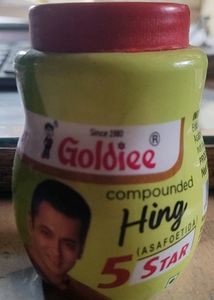 Since 1980
Goldiee ®
compounded
Hing
(ASAFOETIDA)
5 STAR